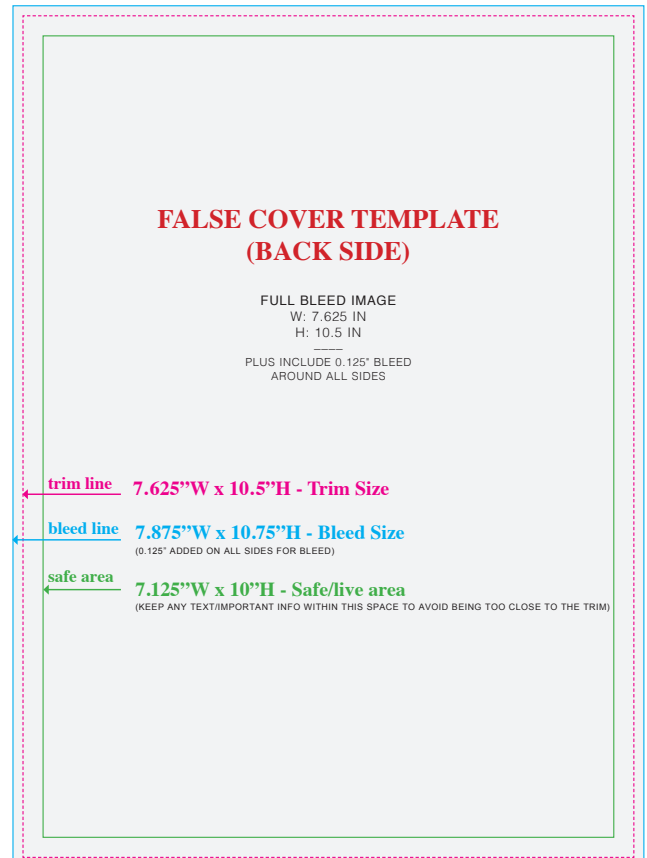 FALSE COVER TEMPLATE
(BACK SIDE)
FULL BLEED IMAGE
W: 7.625 IN
H: 10.5 IN
PLUS INCLUDE 0.125" BLEED
AROUND ALL SIDES
trim line
7.625”W x 10.5”H - Trim Size
bleed line
7.875”W x 10.75”H - Bleed Size
(0.125" ADDED ON ALL SIDES FOR BLEED)
safe area
7.125”W x 10”H - Safe/live area
(KEEP ANY TEXT/IMPORTANT INFO WITHIN THIS SPACE TO AVOID BEING TOO CLOSE TO THE TRIM)